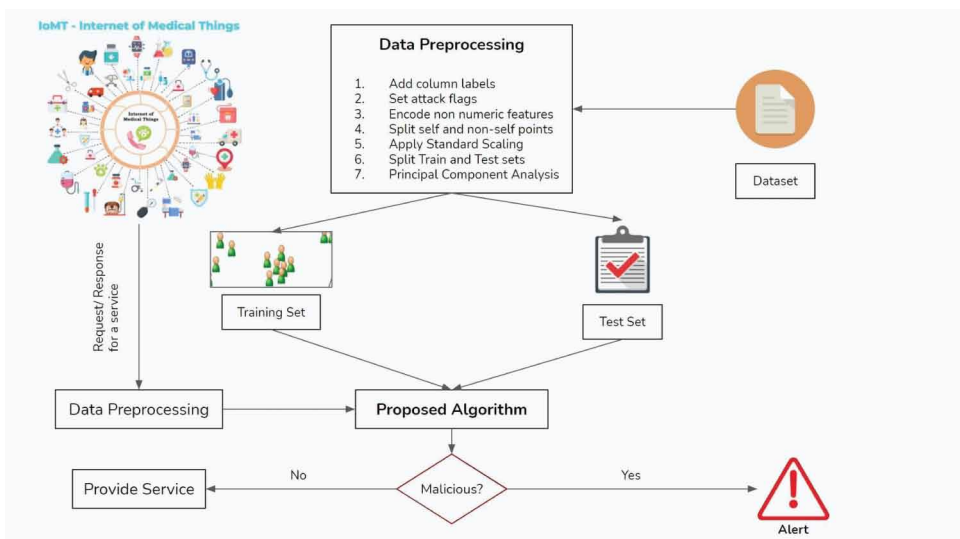 IoMT - Internet of Medical Things
Internet of
Medical Things
Data Preprocessing
1. Add column labels
2. Set attack flags
3. Encode non numeric features
4. Split self and non-self points
5. Apply Standard Scaling
6. Split Train and Test sets
7. Principal Component Analysis
Dataset
Request/ Response
for a service
Training Set
Test Set
Data Preprocessing
Proposed Algorithm
Malicious?
No
Yes
Provide Service
Alert